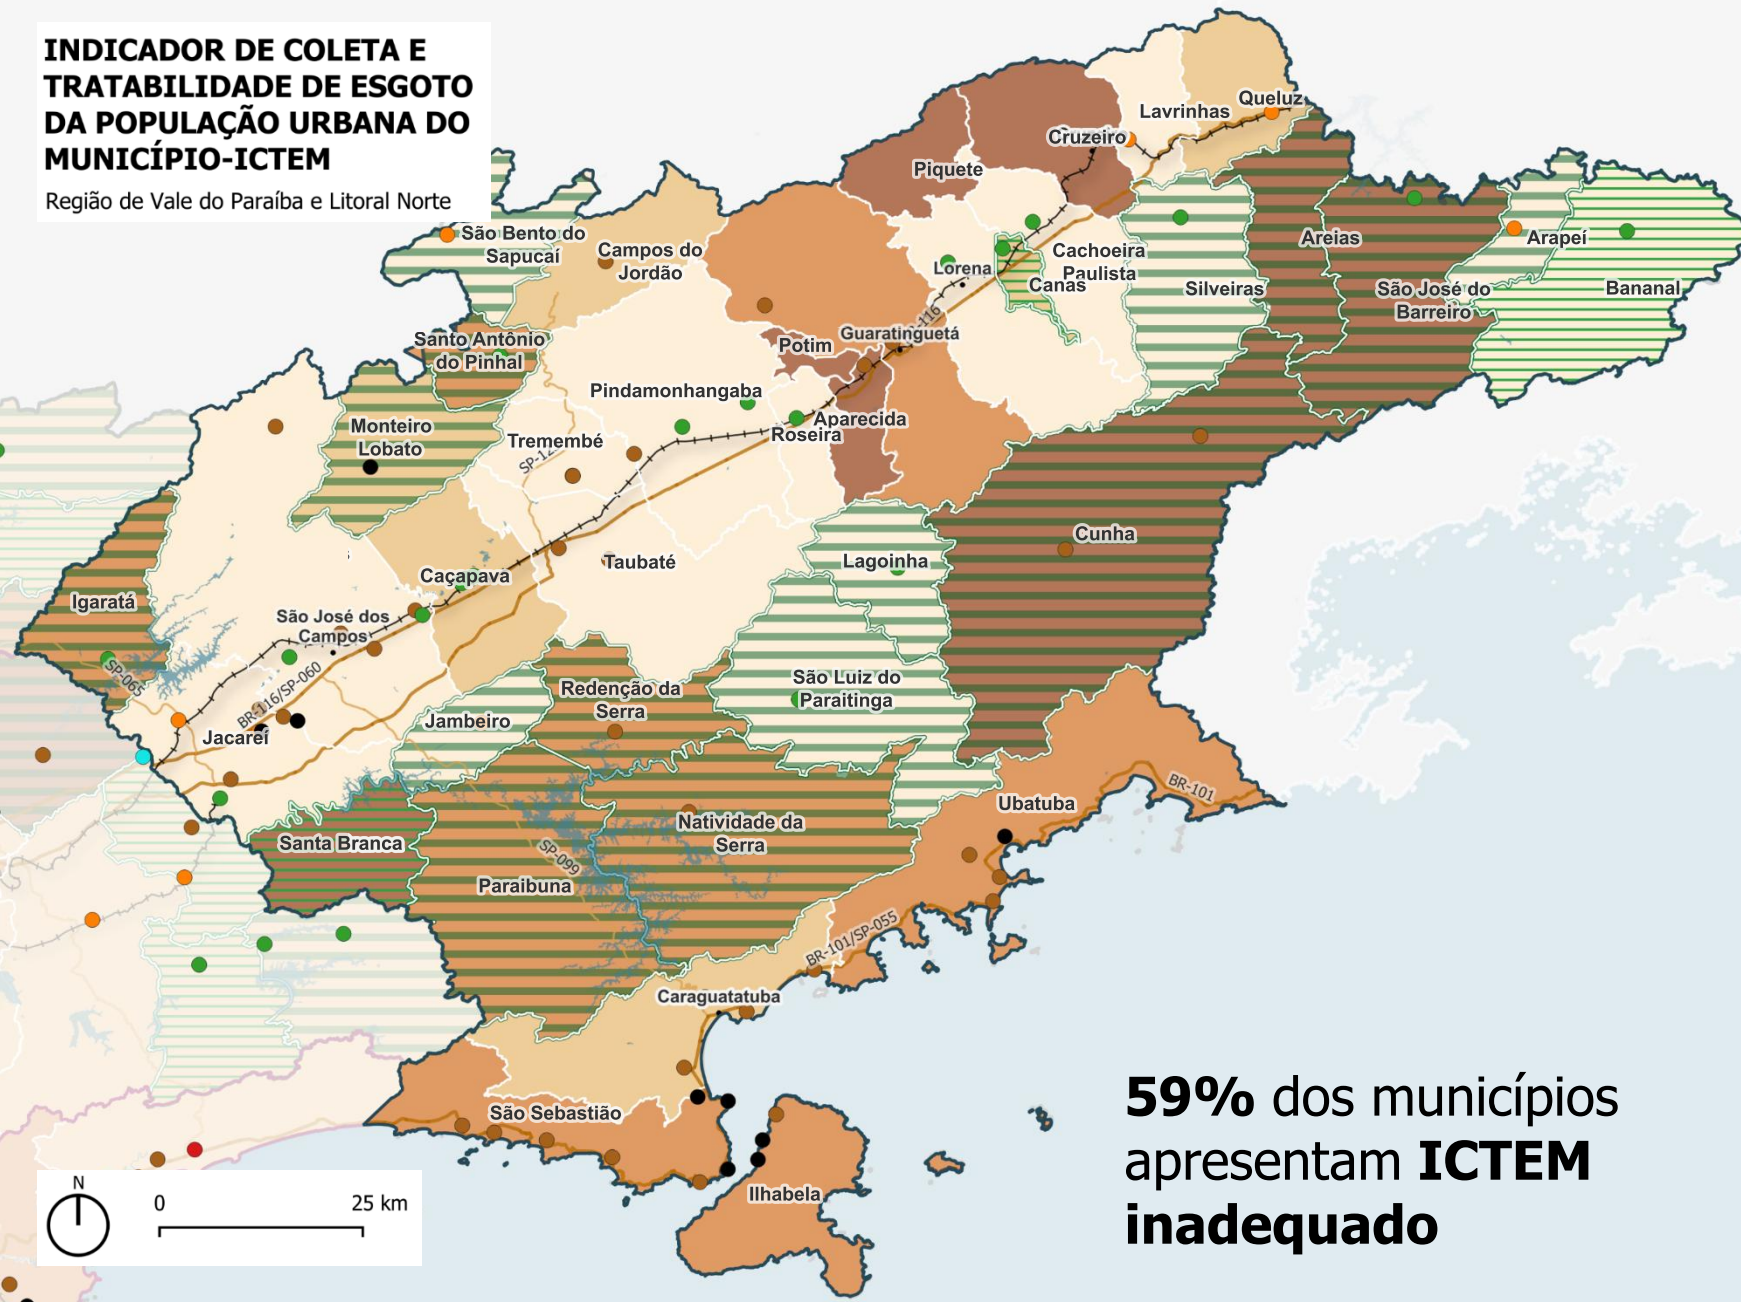 INDICADOR DE COLETA E
TRATABILIDADE DE ESGOTO
DA POPULAÇÃO URBANA DO
MUNICÍPIO-ICTEM
Região de Vale do Paraíba e Litoral Norte
Queluz
Lavrinhas
Cruzeiro
Piquete
São Bento do
Sapucaí
Campos do
Jordão
Cachoeira
Paulista
Areias
Arapeí
Lorena
Canas
Silveiras
São José do
Barreiro
Bananal
Santo Antônio
do Pinhal
Potim
Guaratinguetá
116
Pindamonhangaba
Monteiro
Lobato
Tremembé
SP-12
Roseira
Aparecida
Cunha
Taubaté
Lagoinha
Caçapava
Igaratá
São José dos
Campos
SP-065
BR-116/SP-060
Jacareí
Jambeiro
Redenção da
Serra
São Luiz do
Paraitinga
Ubatuba
BR-101
Santa Branca
Natividade da
Serra
SP-099
Paraibuna
BR-101/SP-055
Caraguatatuba
São Sebastião
Ilhabela
59% dos municípios
apresentam ICTEM
inadequado
N
0 25 km